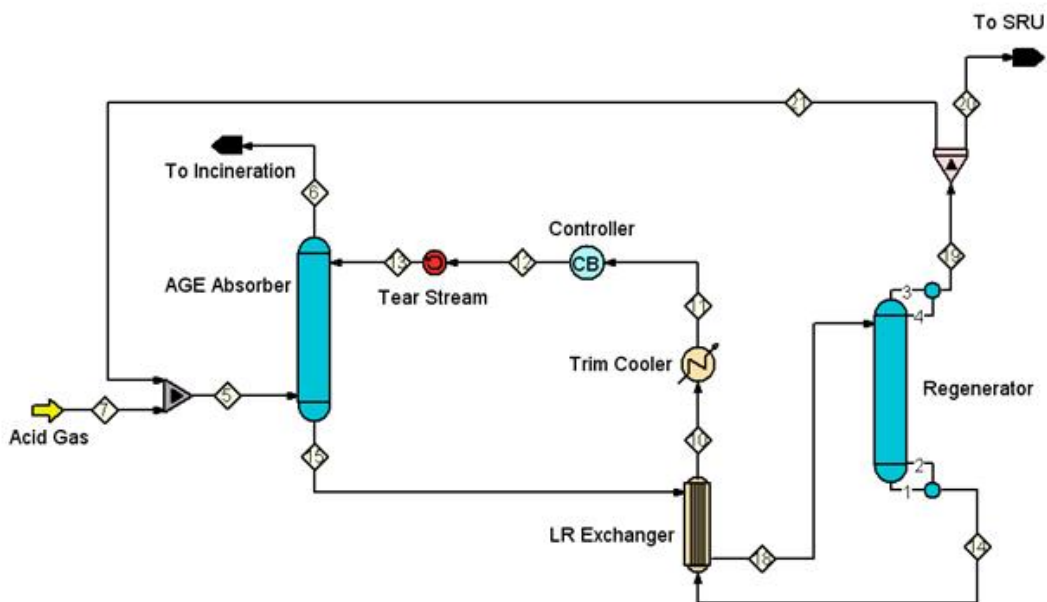 To SRU
21
20
To Incineration
6
Controller
19
AGE Absorber
13
12
CB
3
4
Tear Stream
11
Trim Cooler
Regenerator
5
7
Acid Gas
15
10
2
1
LR Exchanger
18
14